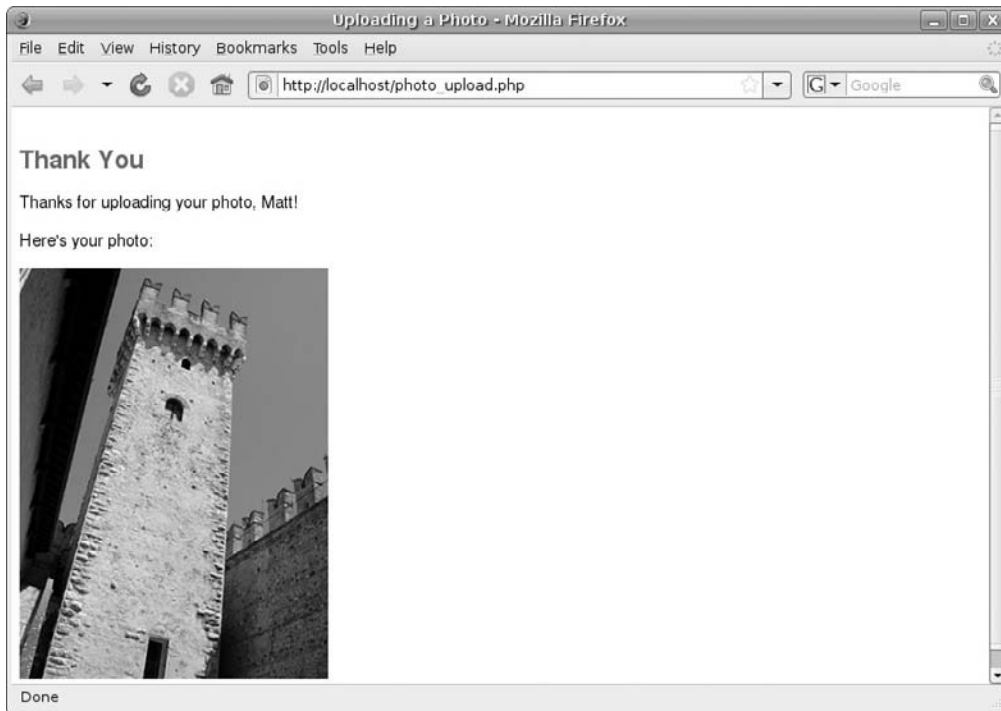 Uploading a Photo - Mozilla Firefox
File Edit View History Bookmarks Tools Help
http://localhost/photo_upload.php G Google
Thank You
Thanks for uploading your photo, Matt!
Here's your photo:
Done